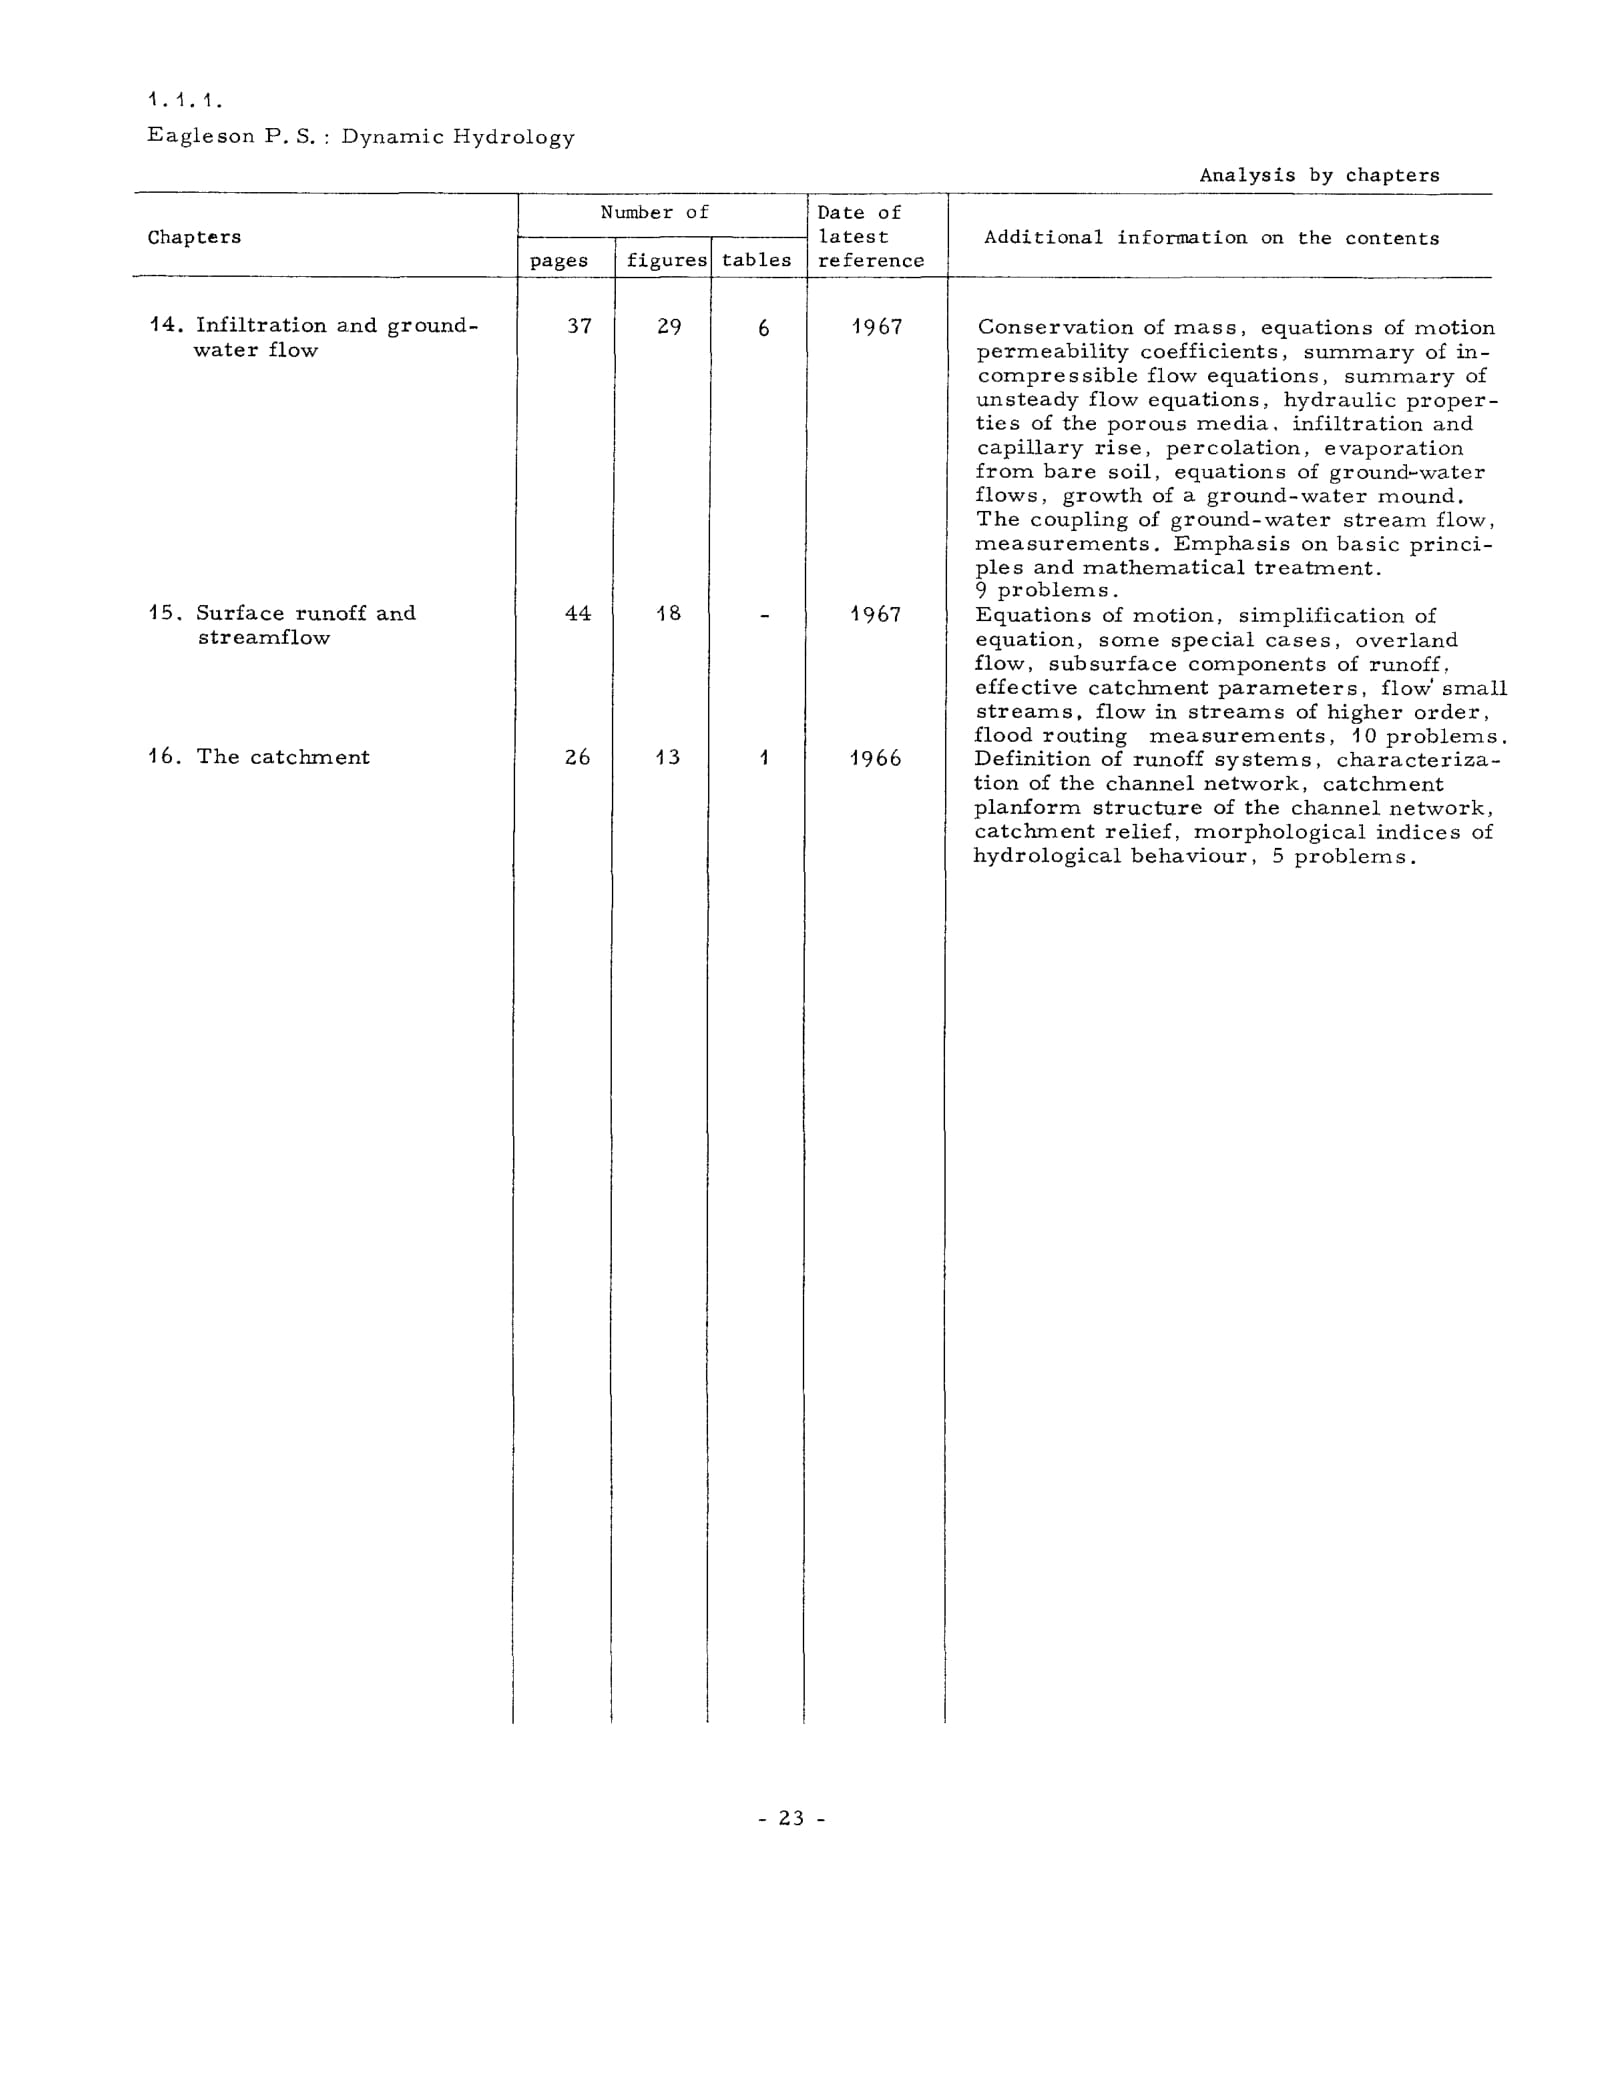 1.1.1.
Eagleson P. S. : Dynamic Hydrology
Analysis by chapters
Chapters
Number of
pages
figures
tables
Date of
latest
reference
Additional information on the contents
14. Infiltration and ground-
water flow
37
29
6
1967
Conservation of mass, equations of motion
permeability coefficients, summary of in-
compressible flow equations, summary of
unsteady flow equations, hydraulic proper-
ties of the porous media. infiltration and
capillary rise, percolation, evaporation
from bare soil, equations of ground-water
flows, growth of a ground-water mound.
The coupling of ground-water stream flow,
measurements. Emphasis on basic princi-
ples and mathematical treatment.
9 problems.
15. Surface runoff and
streamflow
44
18
-
1967
Equations of motion, simplification of
equation, some special cases, overland
flow, subsurface components of runoff,
effective catchment parameters, flow' small
streams, flow in streams of higher order,
flood routing measurements, 10 problems.
16. The catchment
26
13
1
1966
Definition of runoff systems, characteriza-
tion of the channel network, catchment
planform structure of the channel network,
catchment relief, morphological indices of
hydrological behaviour, 5 problems.
- 23 -